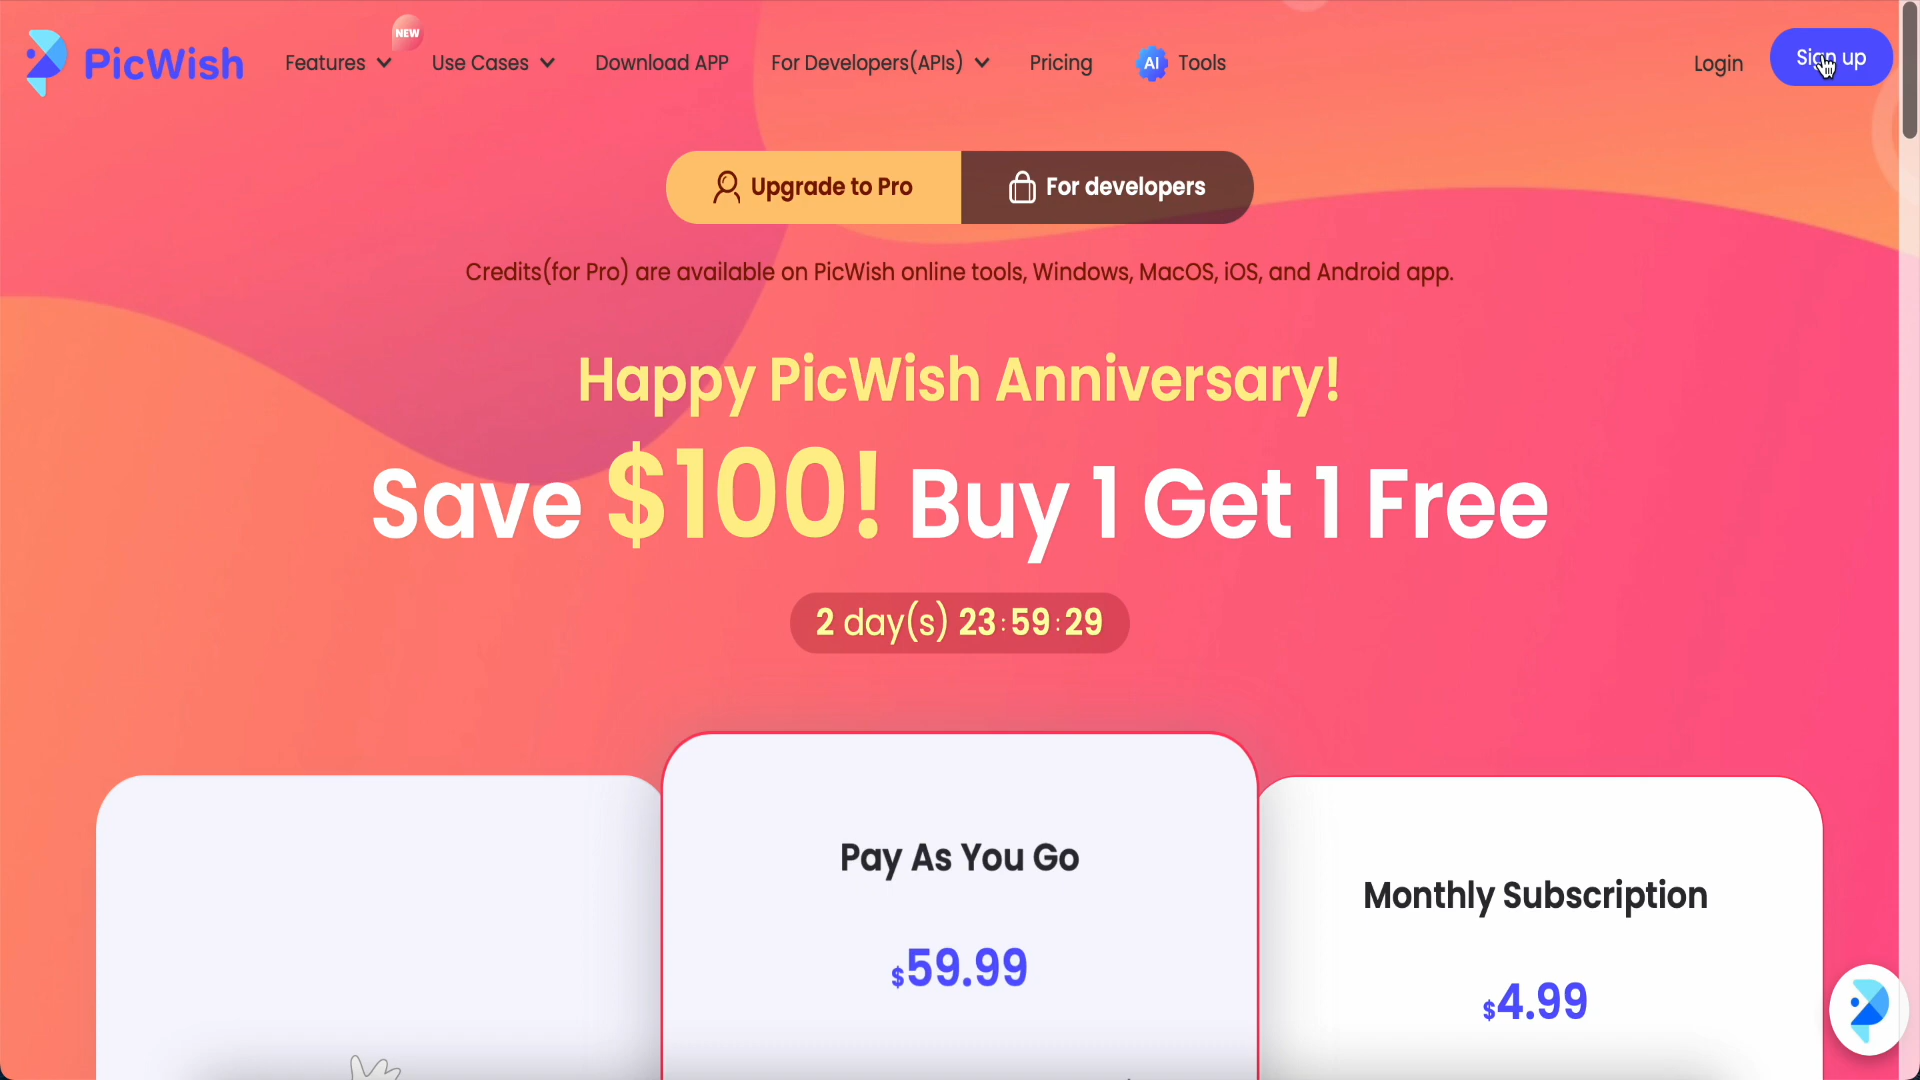 PicWish
Features
NEW
Use Cases
Download APP
For Developers(APIs)
Pricing
AI Tools
Login
Sign up
Upgrade to Pro
For developers
Credits(for Pro) are available on PicWish online tools, Windows, MacOS, iOS, and Android app.
Happy PicWish Anniversary!
Save $100! Buy 1 Get 1 Free
2 day(s) 23:59:29
Pay As You Go
$59.99
Monthly Subscription
$4.99